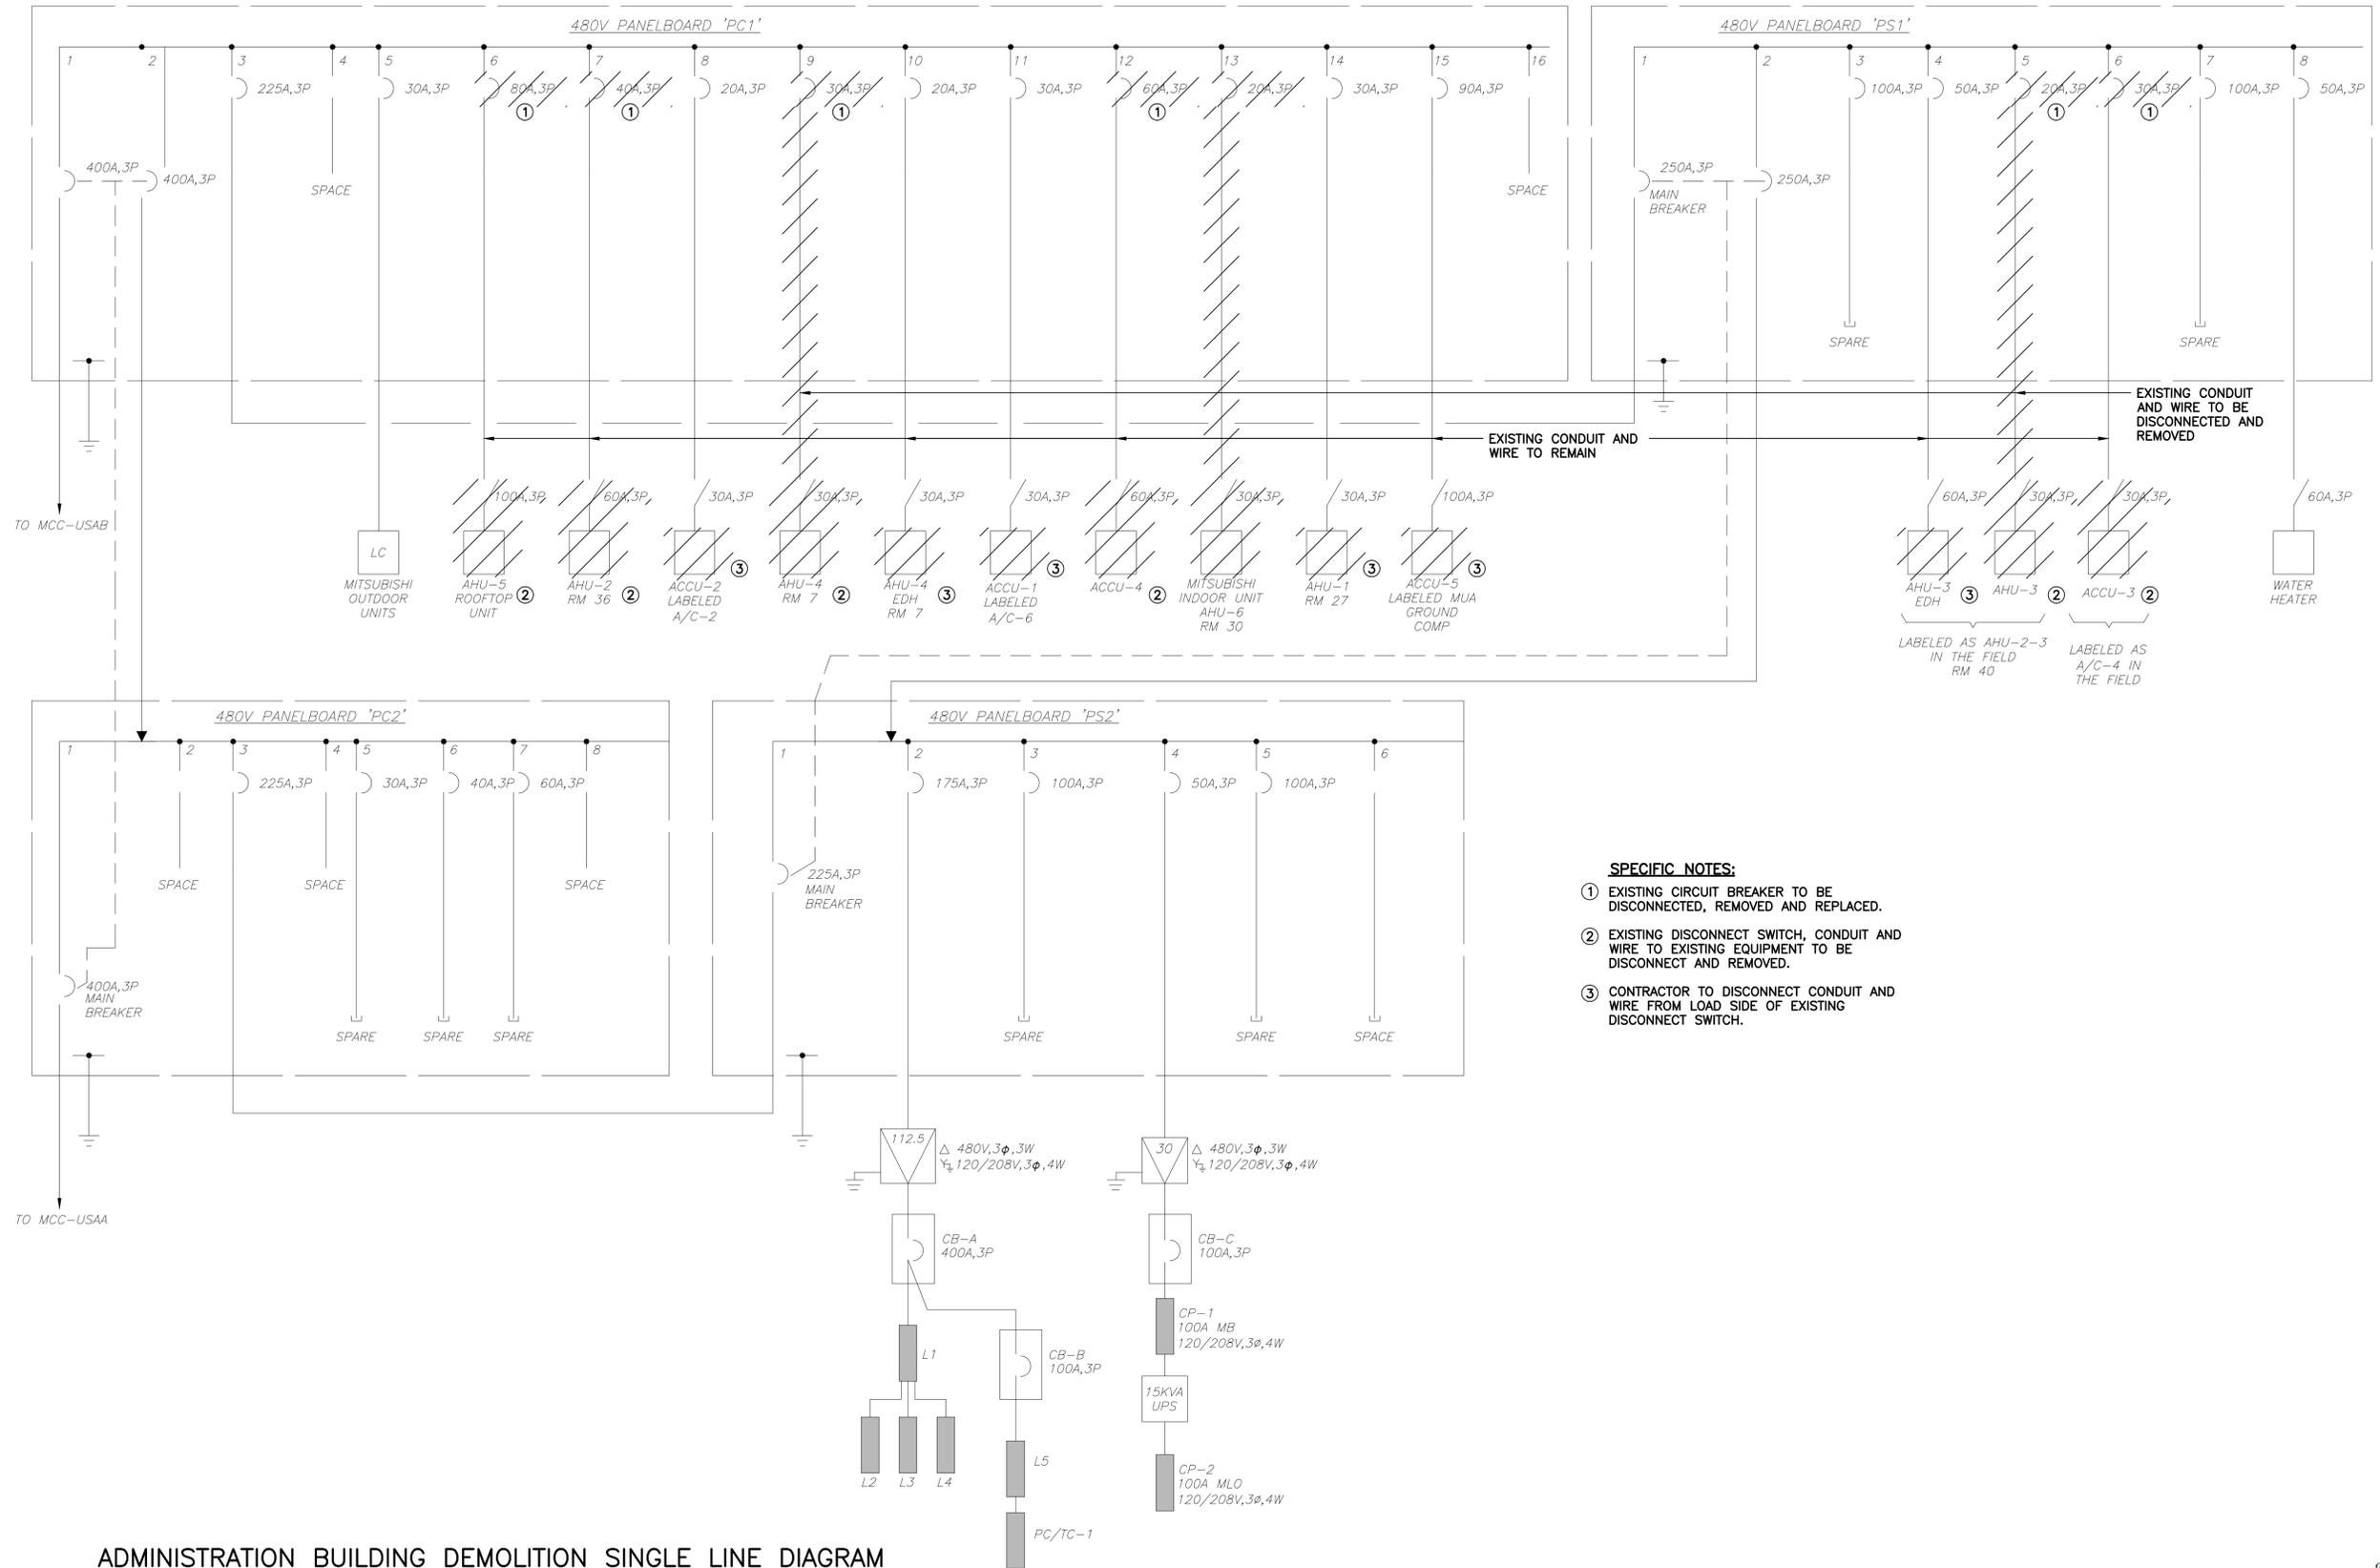 480V PANELBOARD 'PC1'
1
2
3
4
5
6
7
8
9
10
11
12
13
14
15
16
225A,3P
30A,3P
80A,3P
40A,3P
20A,3P
30A,3P
20A,3P
30A,3P
60A,3P
20A,3P
30A,3P
90A,3P
1
1
1
1
400A,3P
400A,3P
SPACE
SPACE
480V PANELBOARD 'PS1'
1
2
3
4
5
6
7
8
100A,3P
50A,3P
20A,3P
30A,3P
100A,3P
50A,3P
1
1
250A,3P
250A,3P
MAIN
BREAKER
SPARE
SPARE
EXISTING CONDUIT
AND WIRE TO BE
DISCONNECTED AND
REMOVED
EXISTING CONDUIT AND
WIRE TO REMAIN
TO MCC-USAB
100A,3P
60A,3P
30A,3P
30A,3P
30A,3P
30A,3P
60A,3P
30A,3P
30A,3P
100A,3P
60A,3P
30A,3P
30A,3P
60A,3P
LC
MITSUBISHI
OUTDOOR
UNITS
AHU-5
ROOFTOP
UNIT
2
AHU-2
RM 36
2
ACCU-2
LABELED
A/C-2
3
AHU-4
RM 7
2
AHU-4
EDH
RM 7
3
ACCU-1
LABELED
A/C-6
3
ACCU-4
2
MITSUBISHI
INDOOR UNIT
AHU-6
RM 30
AHU-1
RM 27
3
ACCU-5
LABELED MUA
GROUND
COMP
3
AHU-3
EDH
3
AHU-3
2
ACCU-3
2
WATER
HEATER
LABELED AS AHU-2-3
IN THE FIELD
RM 40
LABELED AS
A/C-4 IN
THE FIELD
480V PANELBOARD 'PC2'
1
2
3
4
5
6
7
8
225A,3P
30A,3P
40A,3P
60A,3P
SPACE
SPACE
SPACE
400A,3P
MAIN
BREAKER
SPARE
SPARE
SPARE
TO MCC-USAA
480V PANELBOARD 'PS2'
1
2
3
4
5
6
175A,3P
100A,3P
50A,3P
100A,3P
225A,3P
MAIN
BREAKER
SPARE
SPARE
SPACE
SPECIFIC NOTES:
1 EXISTING CIRCUIT BREAKER TO BE
DISCONNECTED, REMOVED AND REPLACED.
2 EXISTING DISCONNECT SWITCH, CONDUIT AND
WIRE TO EXISTING EQUIPMENT TO BE
DISCONNECT AND REMOVED.
3 CONTRACTOR TO DISCONNECT CONDUIT AND
WIRE FROM LOAD SIDE OF EXISTING
DISCONNECT SWITCH.
112.5
△ 480V,3ϕ,3W
Y 120/208V,3ϕ,4W
30
△ 480V,3ϕ,3W
Y 120/208V,3ϕ,4W
CB-A
400A,3P
CB-C
100A,3P
L1
CB-B
100A,3P
CP-1
100A MB
120/208V,3ø,4W
15KVA
UPS
L2
L3
L4
L5
CP-2
100A MLO
120/208V,3ø,4W
PC/TC-1
ADMINISTRATION BUILDING DEMOLITION SINGLE LINE DIAGRAM